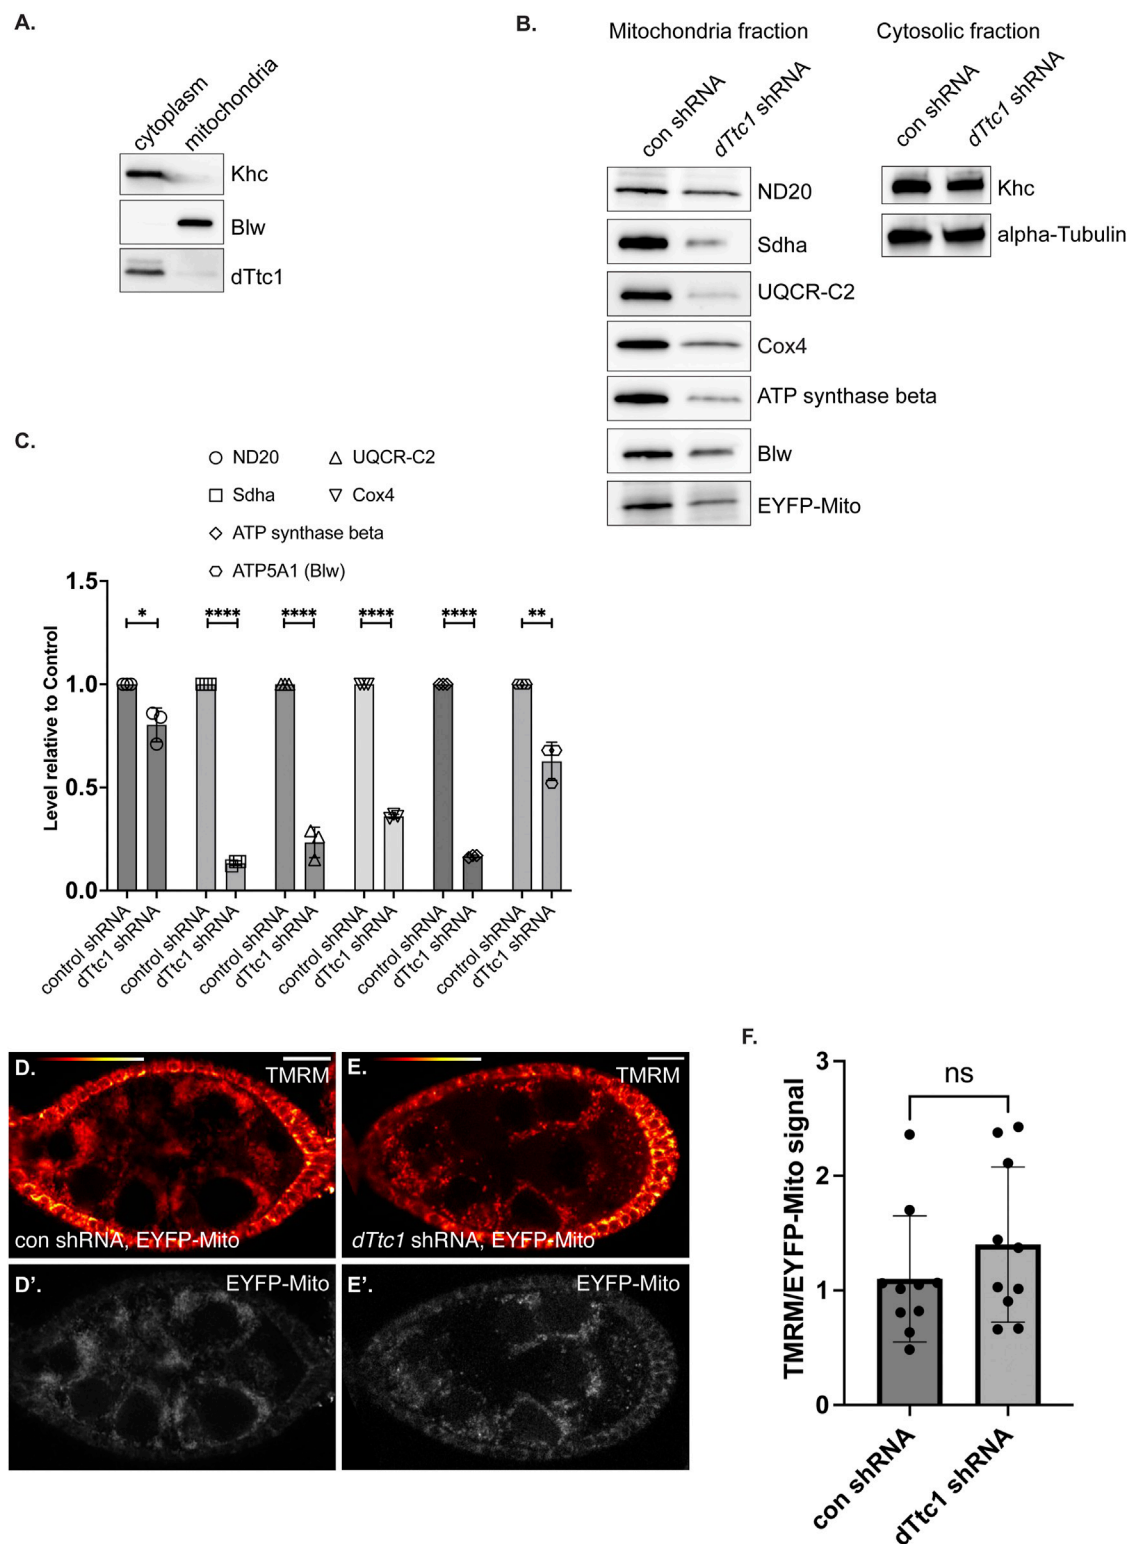 A.
cytoplasm
mitochondria
Khc
Blw
dTtc1
B.
Mitochondria fraction
Cytosolic fraction
con shRNA
dTtc1 shRNA
con shRNA
dTtc1 shRNA
ND20
Sdha
UQCR-C2
Cox4
ATP synthase beta
Blw
EYFP-Mito
Khc
alpha-Tubulin
C.
ND20
UQCR-C2
Sdha
Cox4
ATP synthase beta
ATP5A1 (Blw)
Level relative to Control
1.5
1.0
0.5
0.0
*
****
****
****
****
**
control shRNA
dTtc1 shRNA
control shRNA
dTtc1 shRNA
control shRNA
dTtc1 shRNA
control shRNA
dTtc1 shRNA
control shRNA
dTtc1 shRNA
control shRNA
dTtc1 shRNA
D.
TMRM
con shRNA, EYFP-Mito
E.
TMRM
dTtc1 shRNA, EYFP-Mito
D'.
EYFP-Mito
E'.
EYFP-Mito
F.
TMRM/EYFP-Mito signal
3
2
1
0
ns
con shRNA
dTtc1 shRNA